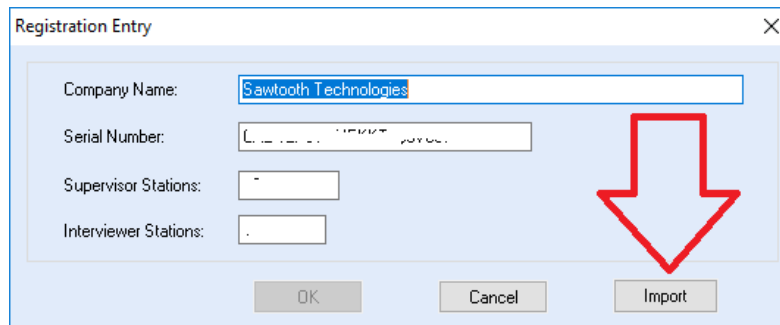 Registration Entry
Company Name: Sawtooth Technologies
Serial Number:
Supervisor Stations:
Interviewer Stations:
OK Cancel Import